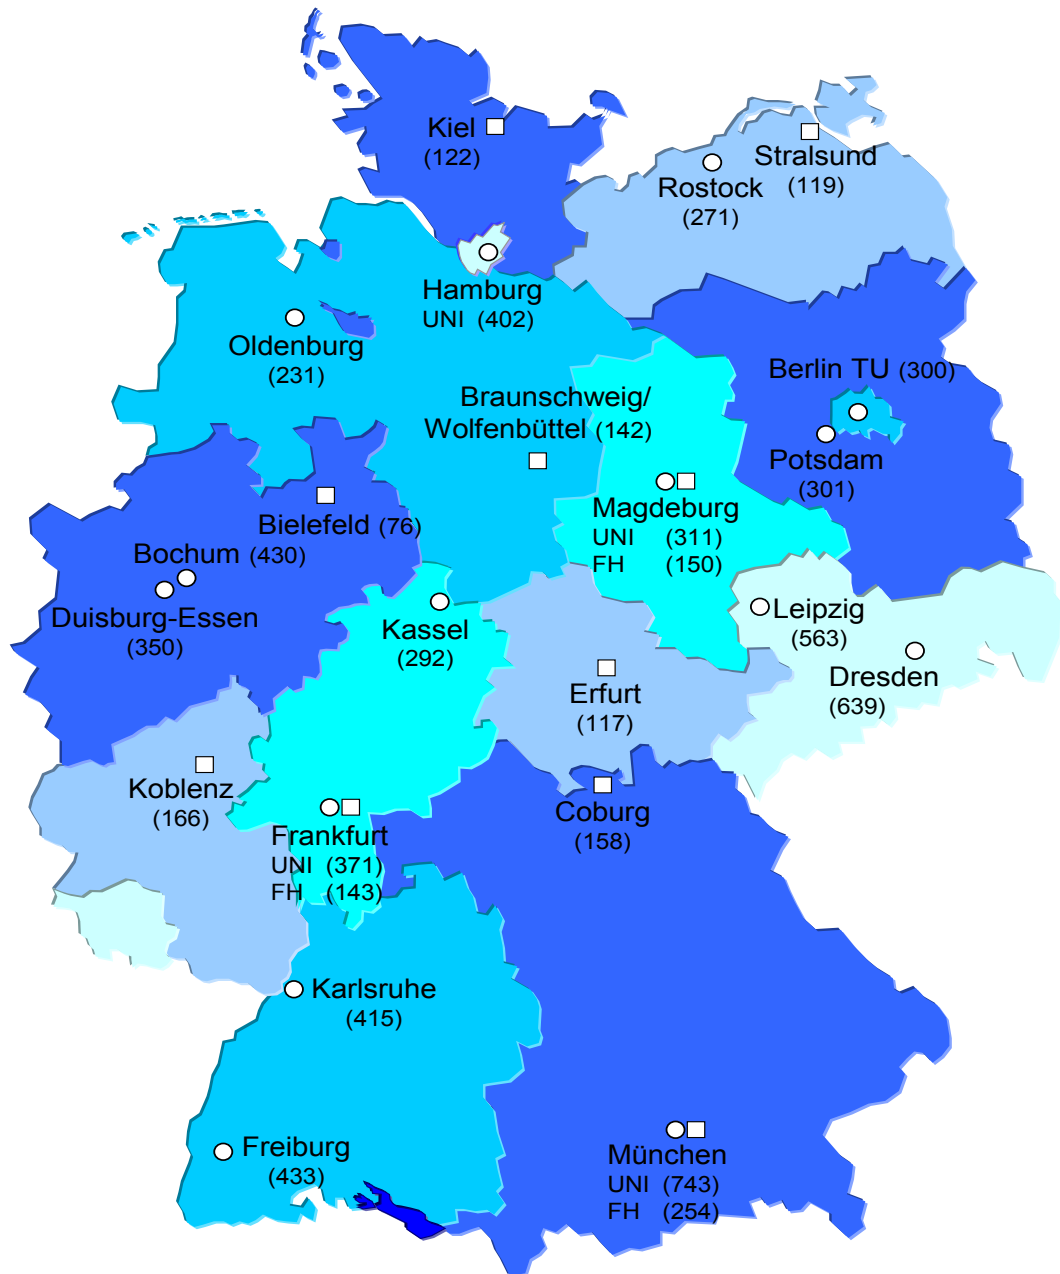 Kiel
(122)
Stralsund
(119)
Rostock
(271)
Hamburg
UNI (402)
Oldenburg
(231)
Berlin TU (300)
Braunschweig/
Wolfenbüttel (142)
Potsdam
(301)
Magdeburg
UNI (311)
FH (150)
Bielefeld (76)
Bochum (430)
Duisburg-Essen
(350)
Kassel
(292)
Leipzig
(563)
Dresden
(639)
Erfurt
(117)
Koblenz
(166)
Coburg
(158)
Frankfurt
UNI (371)
FH (143)
Karlsruhe
(415)
Freiburg
(433)
München
UNI (743)
FH (254)